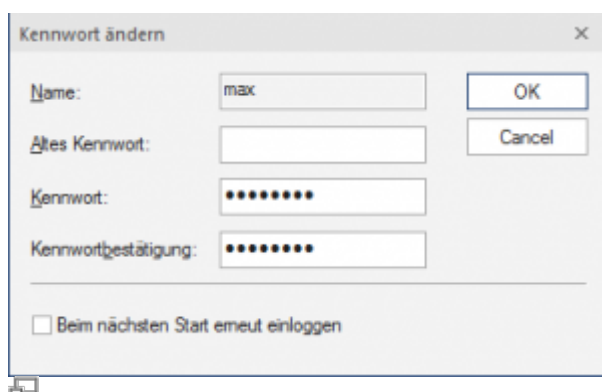 Kennwort ändern
Name: max OK
Altes Kennwort: Cancel
Kennwort: ●●●●●●●●
Kennwortbestätigung: ●●●●●●●●
Beim nächsten Start erneut einloggen